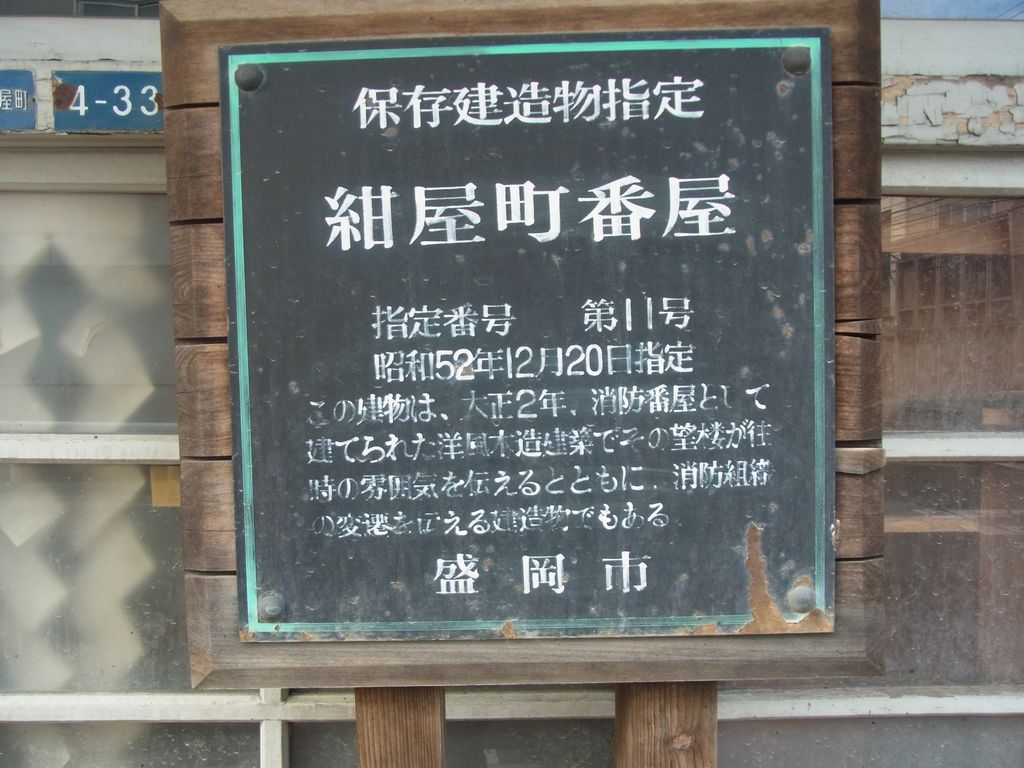 屋町
4-33
保存建造物指定
紺屋町番屋
指定番号 第11号
昭和52年12月20日指定
この建物は、大正2年、消防番屋として
建てられた洋風木造建築でその望楼が往
時の雰囲気を伝えるとともに、消防組織
の変遷を伝える建造物でもある
盛岡市